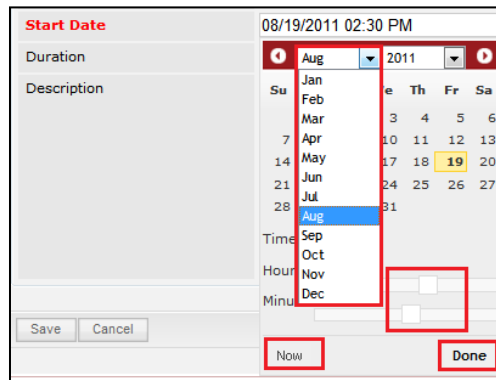 Start Date 08/19/2011 02:30 PM
Duration Aug 2011
Description Su Jan e Th Fr Sa
Feb
Mar 3 4 5 6
7 Apr 10 11 12 13
14 May 17 18 19 20
21 Jun 24 25 26 27
28 Jul 31
Aug
Time Sep
Hour Oct
Nov
Minu Dec
Save Cancel
Now Done